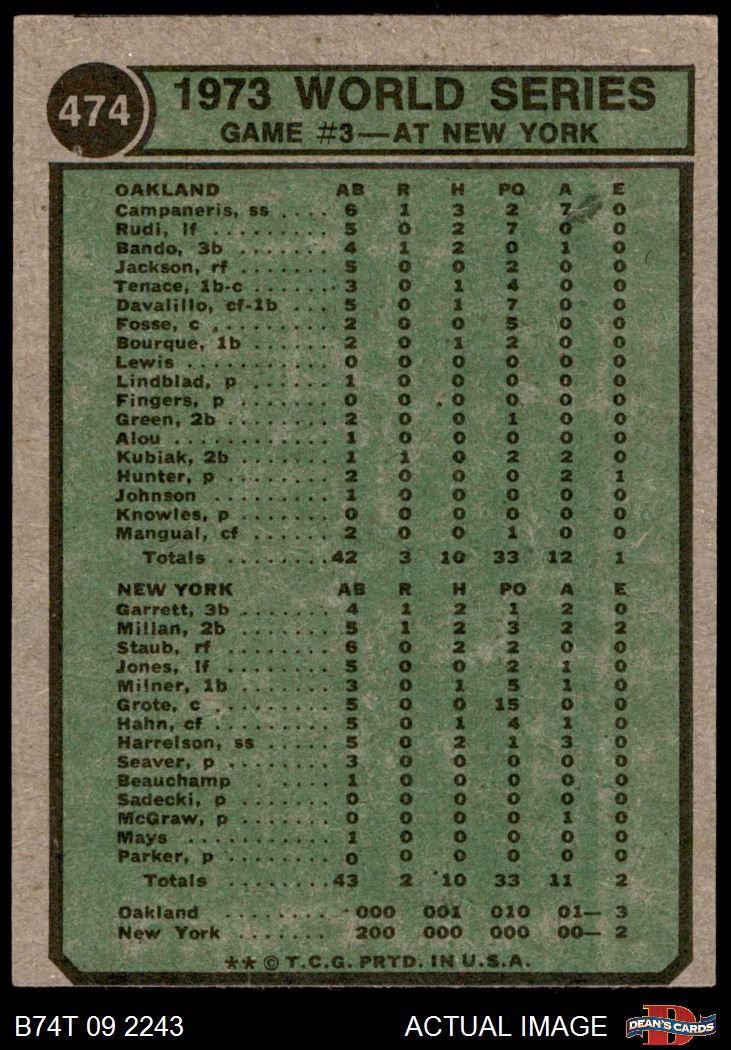 474
1973 WORLD SERIES
GAME #3—AT NEW YORK
OAKLAND AB R H PO A E
Campaneris, ss .... 6 1 3 2 7 0
Rudi, lf ......... 5 0 2 7 0 0
Bando, 3b ....... 4 1 2 0 1 0
Jackson, rf ....... 5 0 0 2 0 0
Tenace, 1b-c ...... 3 0 1 4 0 0
Davalillo, cf-1b ... 5 0 1 7 0 0
Fosse, c ......... 2 0 0 5 0 0
Bourque, 1b ...... 2 0 1 2 0 0
Lewis ........... 0 0 0 0 0 0
Lindblad, p ...... 1 0 0 0 0 0
Fingers, p ....... 0 0 0 0 0 0
Green, 2b ....... 2 0 0 1 0 0
Alou ............ 1 0 0 0 0 0
Kubiak, 2b ....... 1 1 0 2 2 0
Hunter, p ........ 2 0 0 0 2 1
Johnson ........ 1 0 0 0 0 0
Knowles, p ....... 0 0 0 0 0 0
Mangual, cf ...... 2 0 0 1 0 0
Totals ........ 42 3 10 33 12 1
NEW YORK AB R H PO A E
Garrett, 3b ....... 4 1 2 1 2 0
Millan, 2b ....... 5 1 2 3 2 2
Staub, rf ........ 6 0 2 2 0 0
Jones, lf ........ 5 0 0 2 1 0
Milner, 1b ....... 3 0 1 5 1 0
Grote, c ......... 5 0 0 15 0 0
Hahn, cf ......... 5 0 1 4 1 0
Harrelson, ss ..... 5 0 2 1 3 0
Seaver, p ........ 3 0 0 0 0 0
Beauchamp ...... 1 0 0 0 0 0
Sadecki, p ....... 0 0 0 0 0 0
McGraw, p ....... 0 0 0 0 1 0
Mays ........... 1 0 0 0 0 0
Parker, p ........ 0 0 0 0 0 0
Totals ........ 43 2 10 33 11 2
Oakland ........ 000 001 010 01— 3
New York ....... 200 000 000 00— 2
** © T.C.G. PRTD. IN U.S.A.
B74T 09 2243 ACTUAL IMAGE D DEAN'S CARDS